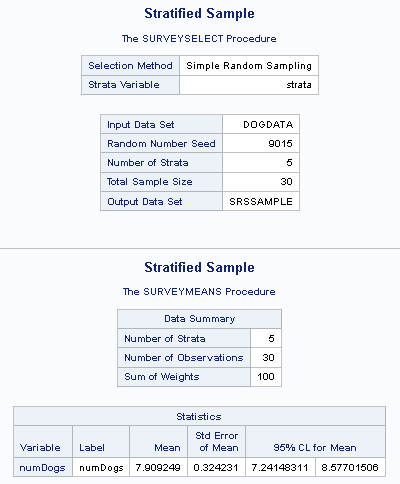 Stratified Sample
The SURVEYSELECT Procedure
Selection Method Simple Random Sampling
Strata Variable strata
Input Data Set DOGDATA
Random Number Seed 9015
Number of Strata 5
Total Sample Size 30
Output Data Set SRSSAMPLE
Stratified Sample
The SURVEYMEANS Procedure
Data Summary
Number of Strata 5
Number of Observations 30
Sum of Weights 100
Statistics
Variable Label Mean Std Error of Mean 95% CL for Mean
numDogs numDogs 7.909249 0.324231 7.24148311 8.57701506